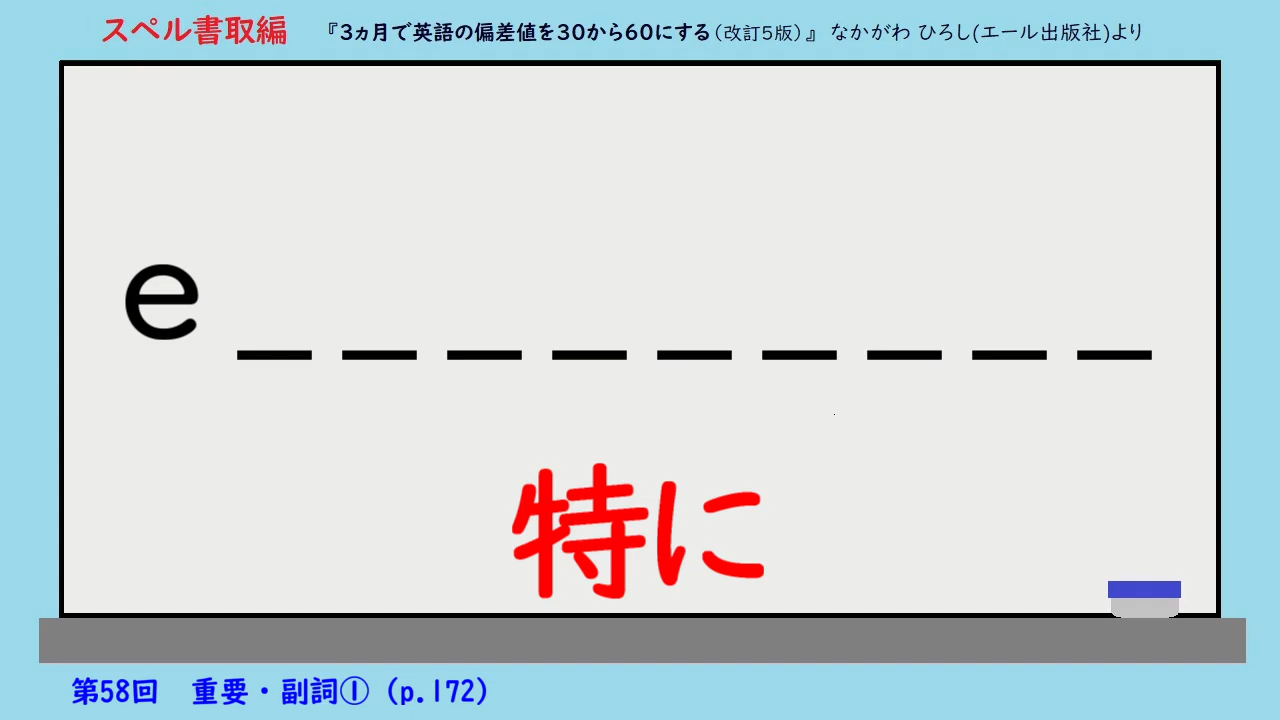 スペル書取編 『3ヵ月で英語の偏差値を30から60にする（改訂5版）』 なかがわ ひろし(エール出版社)より
e _ _ _ _ _ _ _ _ _
特に
第58回 重要・副詞① (p.172)